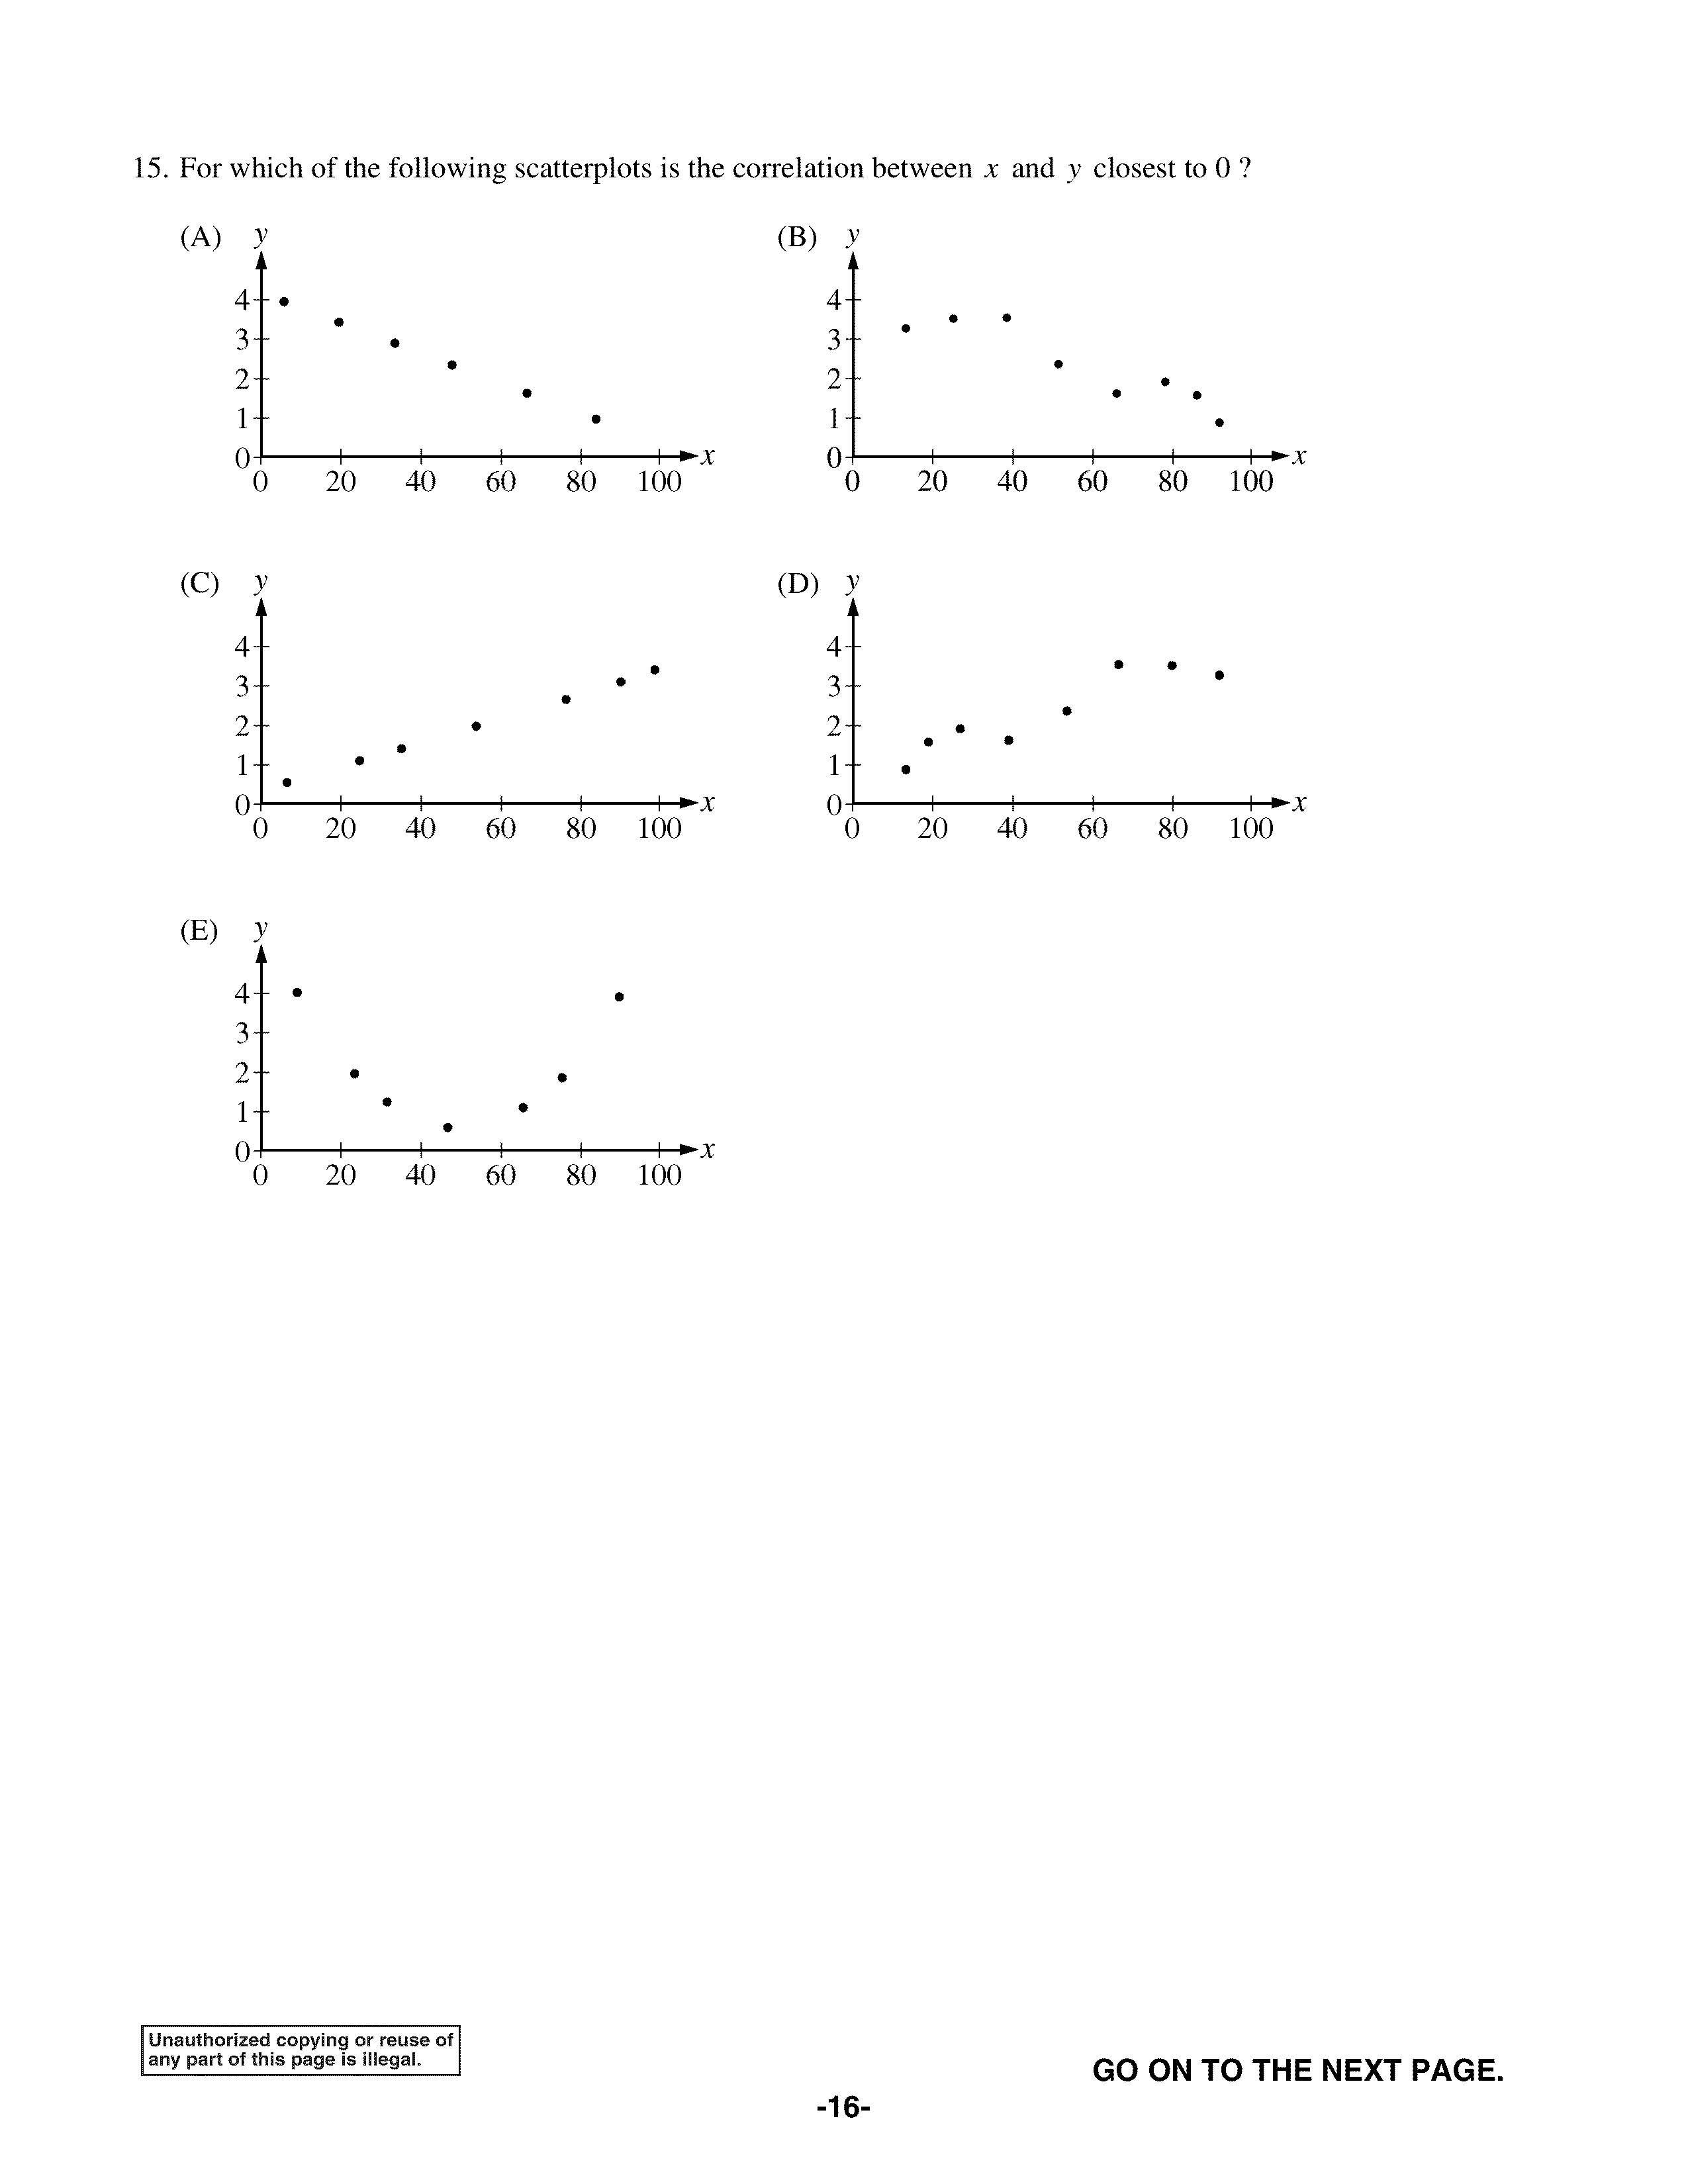 15. For which of the following scatterplots is the correlation between x and y closest to 0 ?
(A) y
4
3
2
1
0
0 20 40 60 80 100 x
(B) y
4
3
2
1
0
0 20 40 60 80 100 x
(C) y
4
3
2
1
0
0 20 40 60 80 100 x
(D) y
4
3
2
1
0
0 20 40 60 80 100 x
(E) y
4
3
2
1
0
0 20 40 60 80 100 x
Unauthorized copying or reuse of
any part of this page is illegal.
GO ON TO THE NEXT PAGE.
-16-